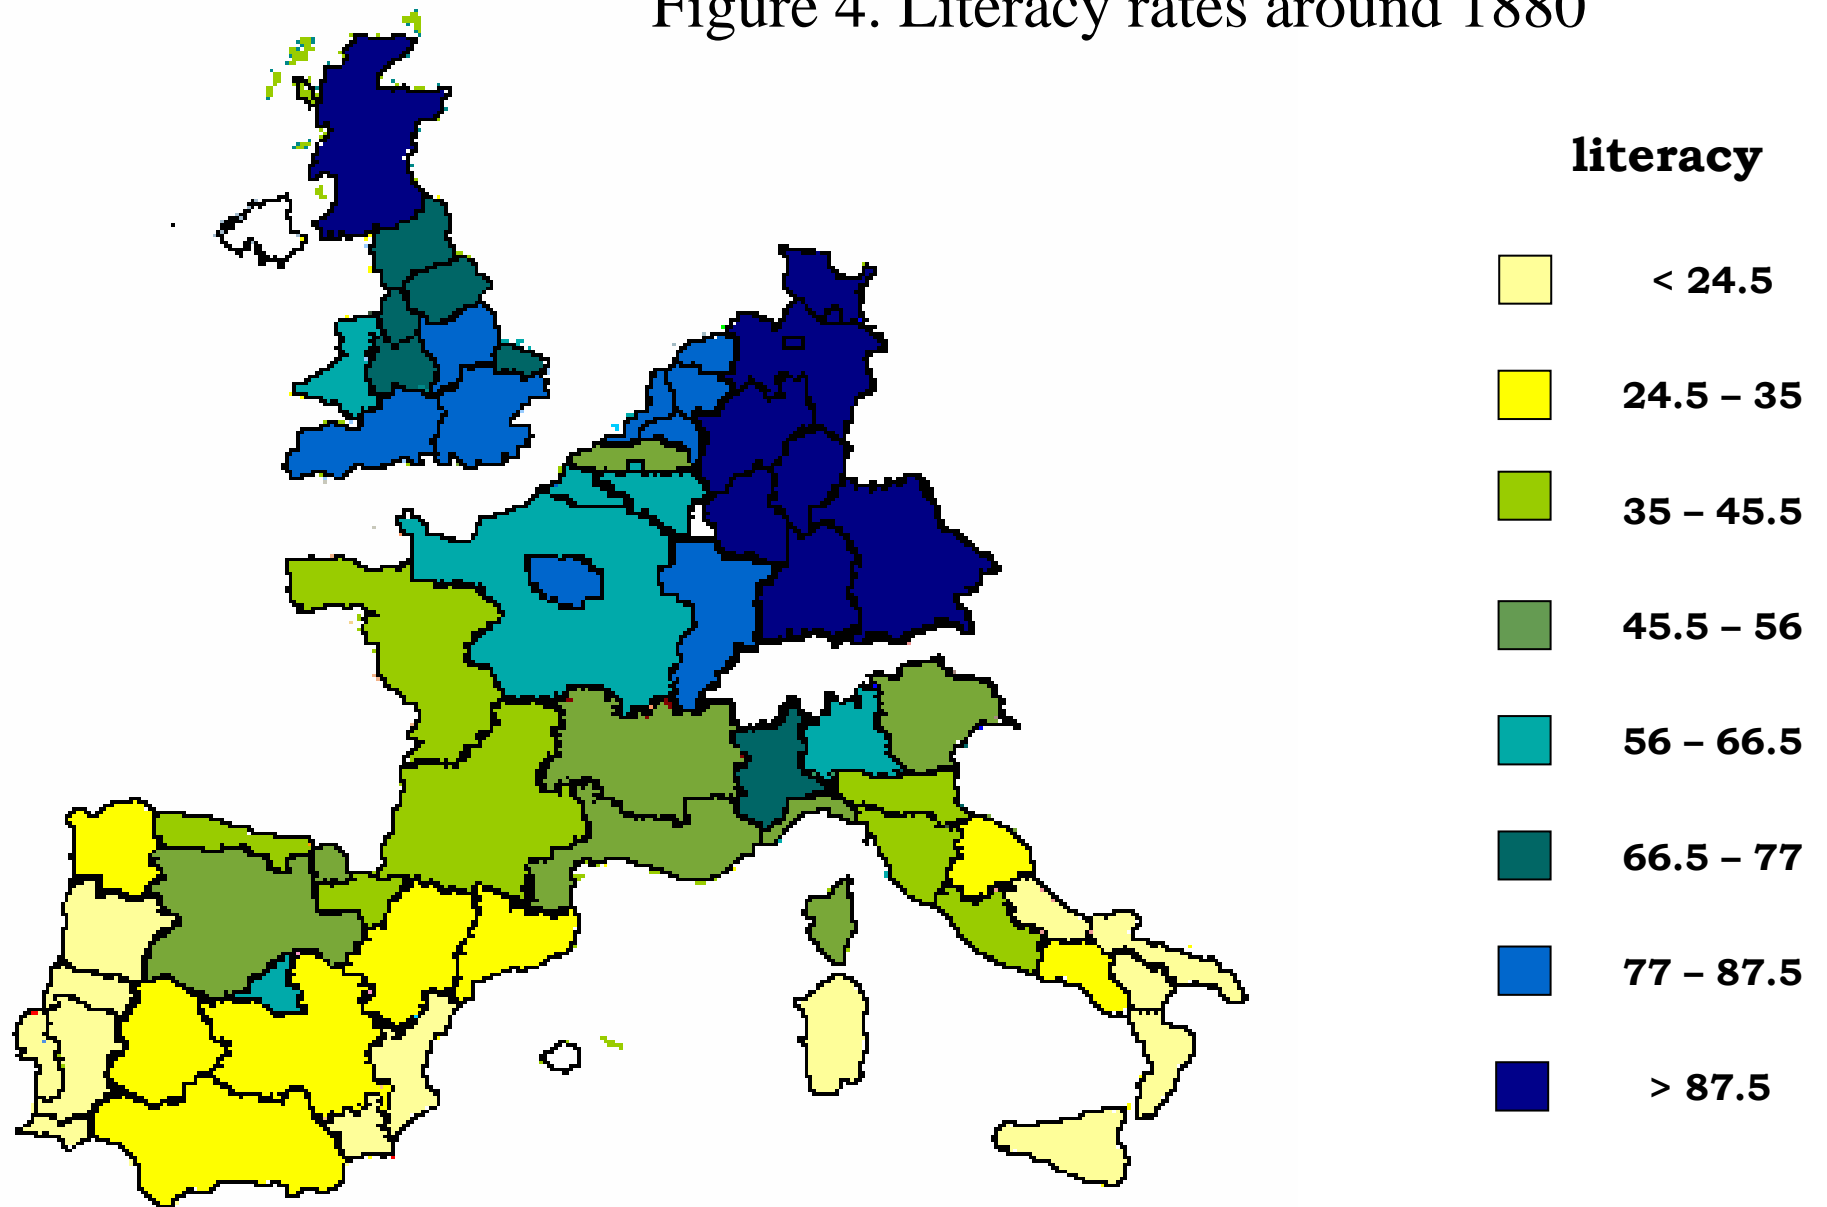 Figure 4. Literacy rates around 1880
literacy
< 24.5
24.5 – 35
35 – 45.5
45.5 – 56
56 – 66.5
66.5 – 77
77 – 87.5
> 87.5